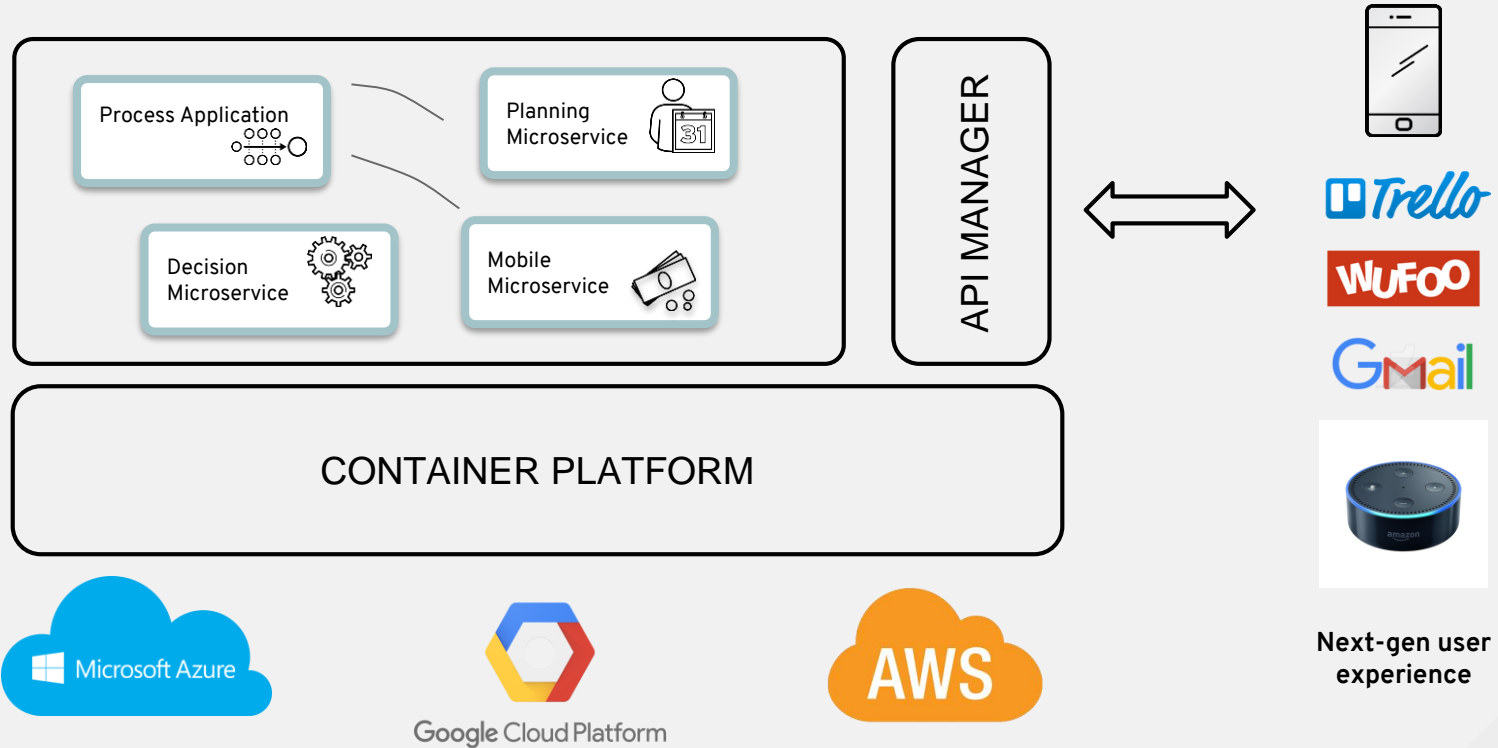 Process Application
Planning
Microservice
31
Decision
Microservice
Mobile
Microservice
API MANAGER
Trello
WUFOO
GMail
amazon
Next-gen user
experience
CONTAINER PLATFORM
Microsoft Azure
Google Cloud Platform
AWS